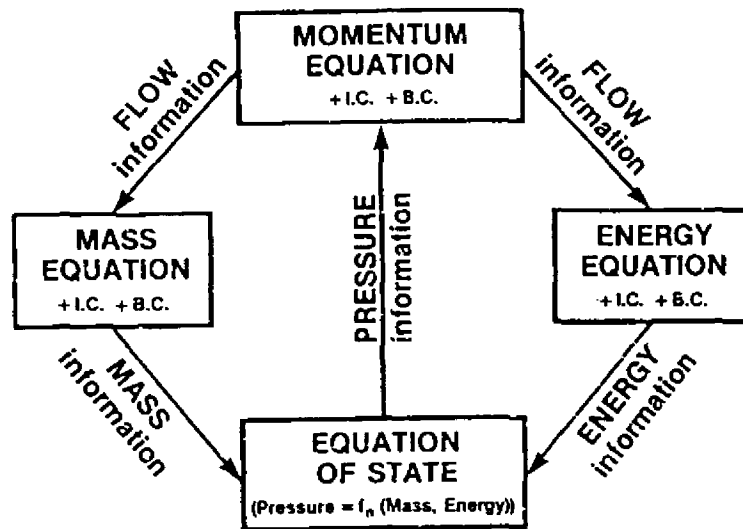 MOMENTUM
EQUATION
+ I.C. + B.C.
FLOW
information
FLOW
information
MASS
EQUATION
+ I.C. + B.C.
PRESSURE
information
ENERGY
EQUATION
+ I.C. + B.C.
MASS
information
ENERGY
information
EQUATION
OF STATE
(Pressure = fn (Mass, Energy))